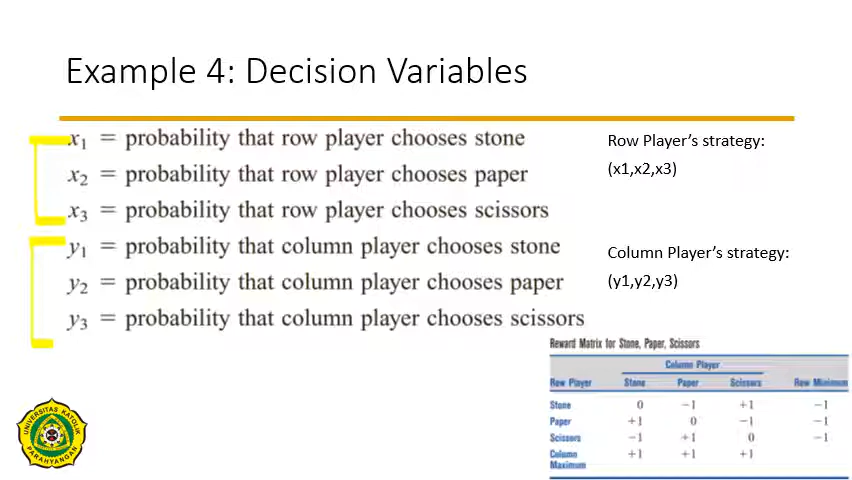 Example 4: Decision Variables
x1 = probability that row player chooses stone
x2 = probability that row player chooses paper
x3 = probability that row player chooses scissors
y1 = probability that column player chooses stone
y2 = probability that column player chooses paper
y3 = probability that column player chooses scissors
Row Player's strategy:
(x1,x2,x3)
Column Player's strategy:
(y1,y2,y3)
Reward Matrix for Stone, Paper, Scissors
Column Player
Row Player Stone Paper Scissors Row Minimum
Stone 0 −1 +1 −1
Paper +1 0 −1 −1
Scissors −1 +1 0 −1
Column +1 +1 +1
Maximum
UNIVERSITAS KATOLIK
PARAHYANGAN